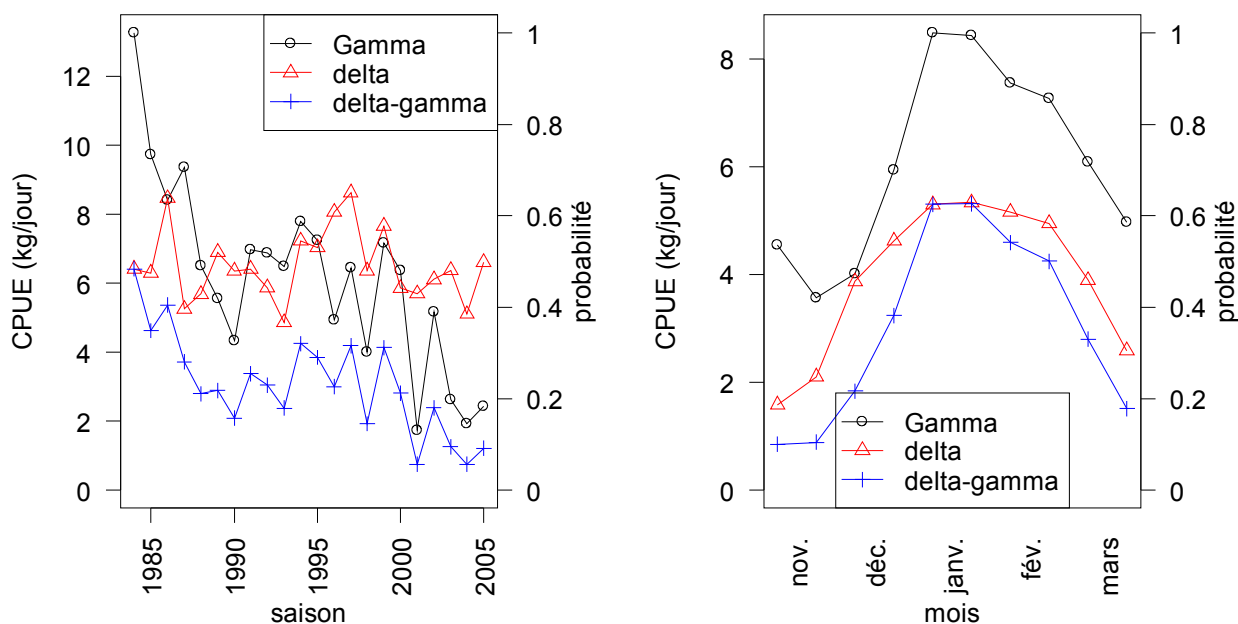 Gamma
delta
delta-gamma
CPUE (kg/jour)
0
2
4
6
8
10
12
probabilité
0
0.2
0.4
0.6
0.8
1
1985
1990
1995
2000
2005
saison
Gamma
delta
delta-gamma
CPUE (kg/jour)
0
2
4
6
8
probabilité
0
0.2
0.4
0.6
0.8
1
nov.
déc.
janv.
fév.
mars
mois